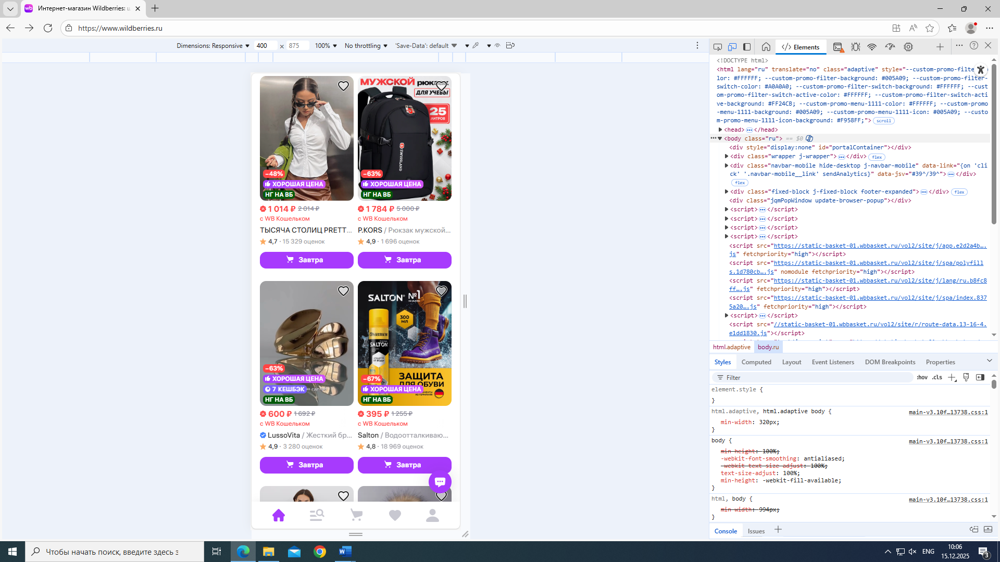 Интернет-магазин Wildberries: ш
https://www.wildberries.ru
Dimensions: Responsive
400
×
875
100%
No throttling
'Save-Data': default
МУЖСКОЙ рюкзак
ДЛЯ УЧЕБЫ
25
ЛИТРОВ
SWISSLAND
-48%
ХОРОШАЯ ЦЕНА
НГ НА ВБ
-63%
ХОРОШАЯ ЦЕНА
НГ НА ВБ
1 014 ₽ 2 014 ₽
с WB Кошельком
ТЫСЯЧА СТОЛИЦ PRETT...
4,7 · 15 329 оценок
Завтра
1 784 ₽ 5 000 ₽
с WB Кошельком
P.KORS / Рюкзак мужской...
4,9 · 1 696 оценок
Завтра
-63%
ХОРОШАЯ ЦЕНА
7 КЕШБЭК
НГ НА ВБ
SALTON №1
300
МЛ
SALTON
ЗАЩИТА
ОТ ВОДЫ
ЗАЩИТА
ДЛЯ ОБУВИ
ИЗ ГЕРМАНИИ
-67%
ХОРОШАЯ ЦЕНА
НГ НА ВБ
600 ₽ 1 692 ₽
с WB Кошельком
LussoVita / Жесткий бр...
4,9 · 3 280 оценок
Завтра
395 ₽ 1 255 ₽
с WB Кошельком
Salton / Водоотталкиваю...
4,8 · 18 969 оценок
Завтра
Elements
<!DOCTYPE html>
<html lang="ru" translate="no" class="adaptive" style="--custom-promo-filter
lor: #FFFFFF; --custom-promo-filter-background: #005A09; --custom-promo-filter-
switch-color: #A0A0A0; --custom-promo-filter-switch-background: #FFFFFF; --cust
om-promo-filter-switch-active-color: #FFFFFF; --custom-promo-filter-switch-acti
ve-background: #FF24CB; --custom-promo-menu-1111-color: #FFFFFF; --custom-promo
-menu-1111-background: #005A09; --custom-promo-menu-1111-icon: #005A09; --custo
m-promo-menu-1111-icon-background: #F958FF;"> scroll
<head> ... </head>
<body class="ru"> == $0
<div style="display:none" id="portalContainer"></div>
<div class="wrapper j-wrapper"> ... </div> flex
<div class="navbar-mobile hide-desktop j-navbar-mobile" data-link="{on 'cli
ck' '.navbar-mobile__link' sendAnalytics}" data-jsv="#39^/39^"> ... </div>
flex
<div class="fixed-block j-fixed-block footer-expanded"> ... </div> flex
<div class="jqmPopWindow update-browser-popup"></div>
<script> ... </script>
<script> ... </script>
<script> ... </script>
<script> ... </script>
<script src="https://static-basket-01.wbbasket.ru/vol2/site/j/app.e2d2a4b….
js" fetchpriority="high"></script>
<script src="https://static-basket-01.wbbasket.ru/vol2/site/j/spa/polyfill
s.1d780cb….js" nomodule fetchpriority="high"></script>
<script src="https://static-basket-01.wbbasket.ru/vol2/site/j/lang/ru.b8fc8
ff….js" fetchpriority="high"></script>
<script src="https://static-basket-01.wbbasket.ru/vol2/site/j/spa/index.837
5a20….js" fetchpriority="high"></script>
<script> ... </script>
<script src="//static-basket-01.wbbasket.ru/vol2/site/r/route-data.13-16-4.
e1dd1830.js"></script>
html.adaptive body.ru
Styles Computed Layout Event Listeners DOM Breakpoints Properties
Filter :hov .cls
element.style {
}
html.adaptive, html.adaptive body { main-v3.10f…13738.css:1
min-width: 320px;
}
body { main-v3.10f…13738.css:1
min-height: 100%;
-webkit-font-smoothing: antialiased;
-webkit-text-size-adjust: 100%;
text-size-adjust: 100%;
min-height: -webkit-fill-available;
}
html, body { main-v3.10f…13738.css:1
min-width: 994px;
}
Console Issues
Чтобы начать поиск, введите здесь з
ENG
10:06
15.12.2025
3